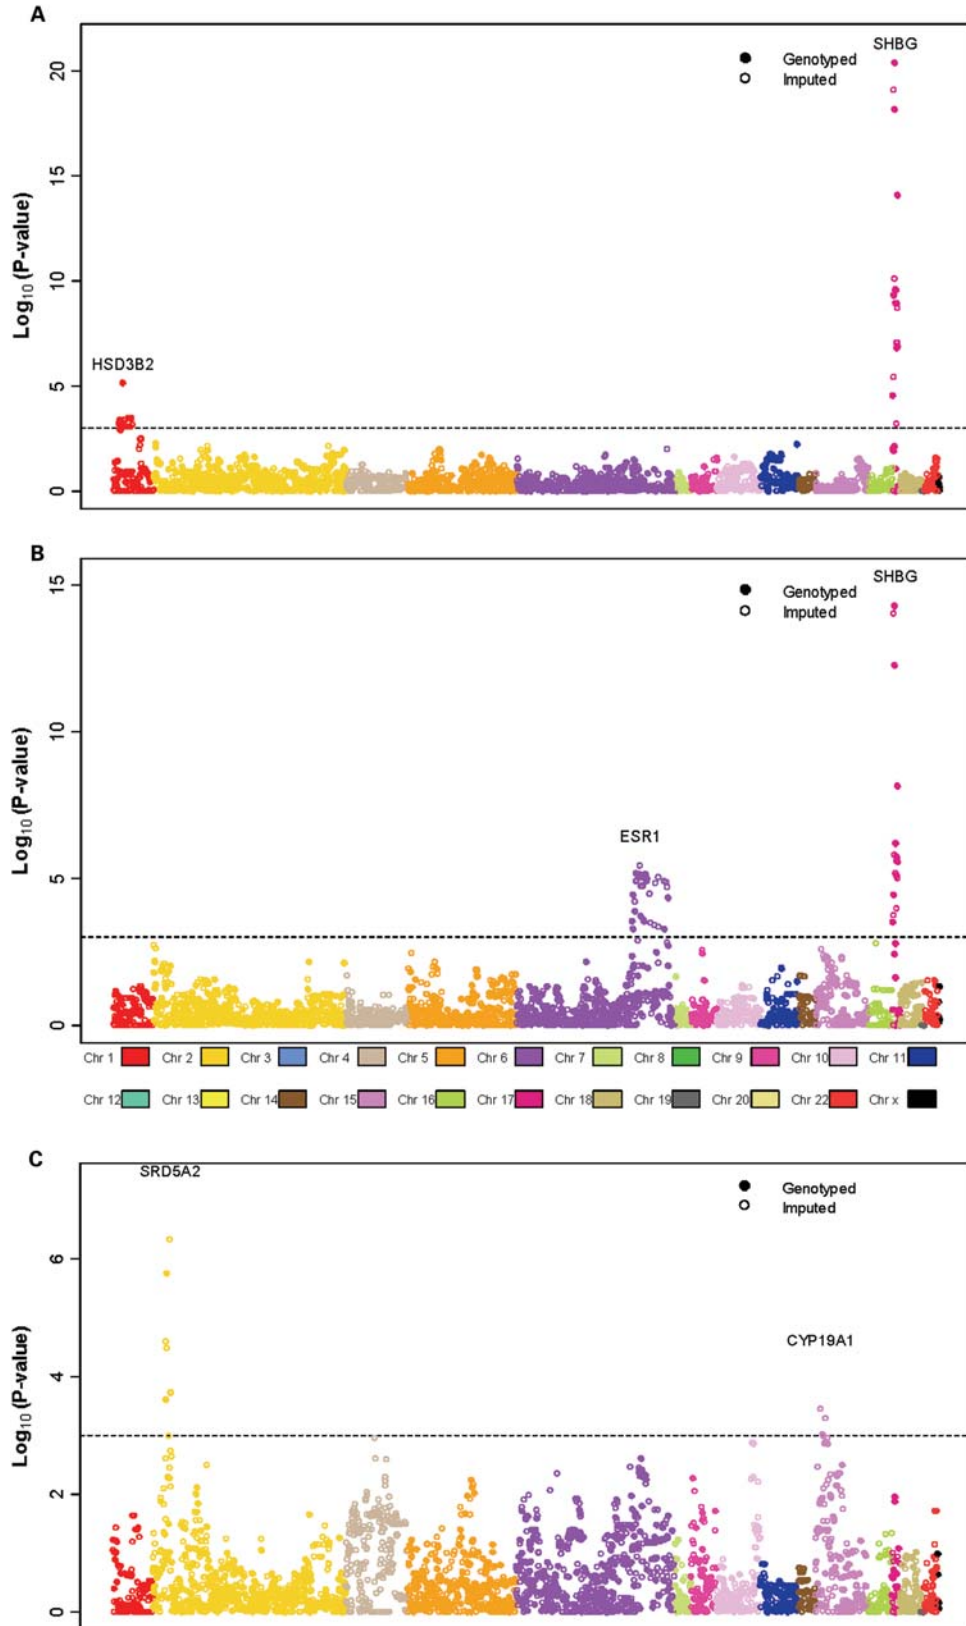 A
SHBG
Genotyped
Imputed
20
15
10
5
0
Log10 (P-value)
HSD3B2
B
SHBG
Genotyped
Imputed
15
10
5
0
Log10 (P-value)
ESR1
Chr 1 Chr 2 Chr 3 Chr 4 Chr 5 Chr 6 Chr 7 Chr 8 Chr 9 Chr 10 Chr 11
Chr 12 Chr 13 Chr 14 Chr 15 Chr 16 Chr 17 Chr 18 Chr 19 Chr 20 Chr 22 Chr x
C
SRD5A2
Genotyped
Imputed
6
4
2
0
Log10 (P-value)
CYP19A1